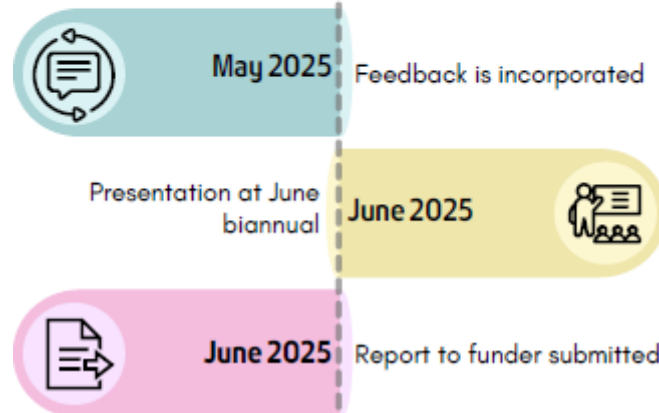 May 2025
Feedback is incorporated
Presentation at June
biannual
June 2025
June 2025
Report to funder submitted